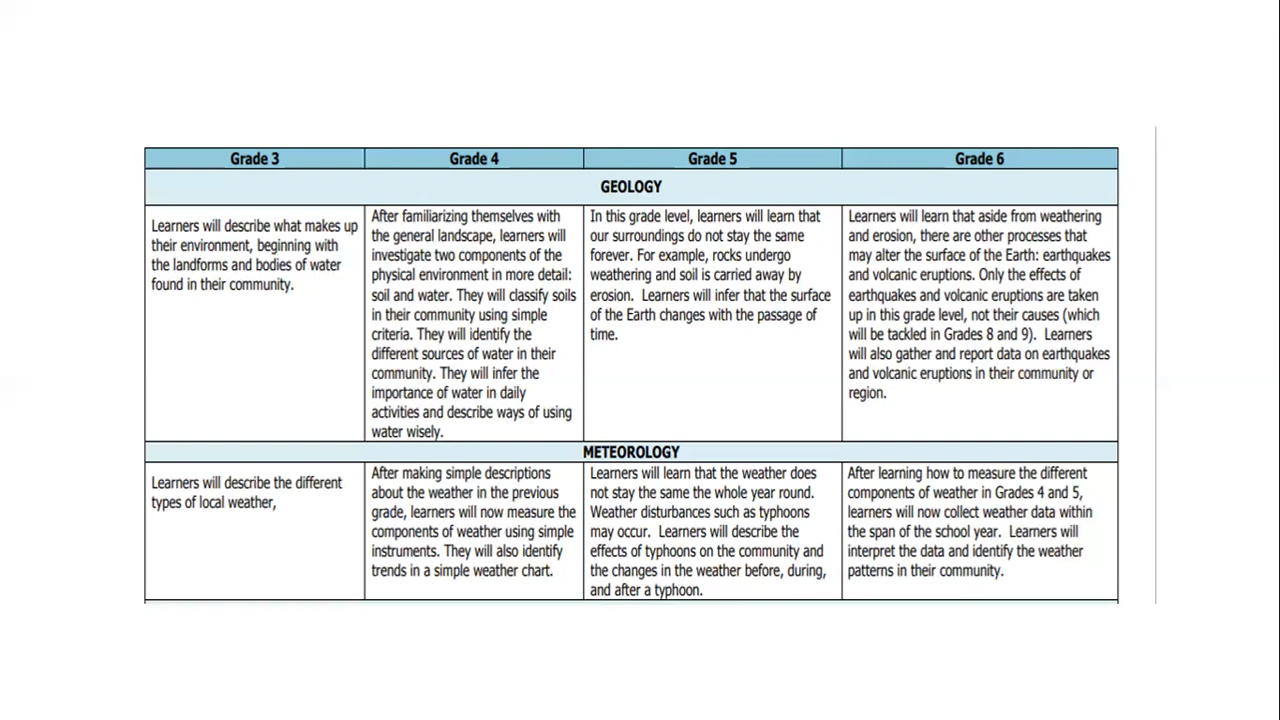 Grade 3
Grade 4
Grade 5
Grade 6
GEOLOGY
Learners will describe what makes up
their environment, beginning with
the landforms and bodies of water
found in their community.
After familiarizing themselves with
the general landscape, learners will
investigate two components of the
physical environment in more detail:
soil and water. They will classify soils
in their community using simple
criteria. They will identify the
different sources of water in their
community. They will infer the
importance of water in daily
activities and describe ways of using
water wisely.
In this grade level, learners will learn that
our surroundings do not stay the same
forever. For example, rocks undergo
weathering and soil is carried away by
erosion. Learners will infer that the surface
of the Earth changes with the passage of
time.
Learners will learn that aside from weathering
and erosion, there are other processes that
may alter the surface of the Earth: earthquakes
and volcanic eruptions. Only the effects of
earthquakes and volcanic eruptions are taken
up in this grade level, not their causes (which
will be tackled in Grades 8 and 9). Learners
will also gather and report data on earthquakes
and volcanic eruptions in their community or
region.
METEOROLOGY
Learners will describe the different
types of local weather,
After making simple descriptions
about the weather in the previous
grade, learners will now measure the
components of weather using simple
instruments. They will also identify
trends in a simple weather chart.
Learners will learn that the weather does
not stay the same the whole year round.
Weather disturbances such as typhoons
may occur. Learners will describe the
effects of typhoons on the community and
the changes in the weather before, during,
and after a typhoon.
After learning how to measure the different
components of weather in Grades 4 and 5,
learners will now collect weather data within
the span of the school year. Learners will
interpret the data and identify the weather
patterns in their community.